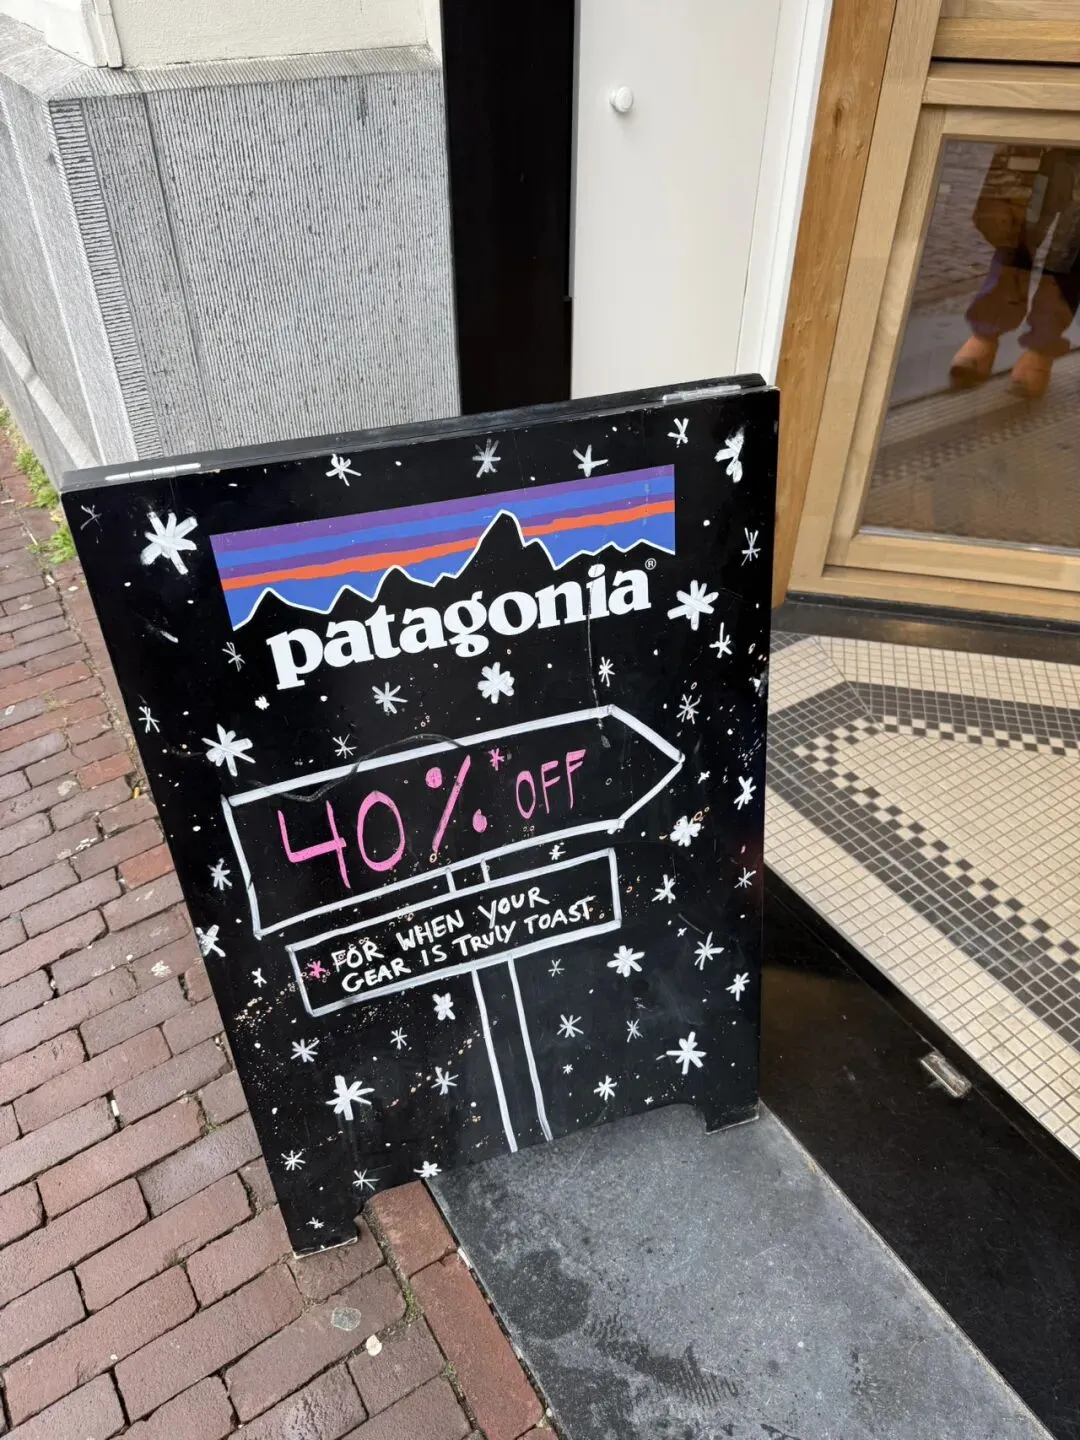 patagonia®
40%* OFF
* FOR WHEN YOUR
GEAR IS TRULY TOAST.